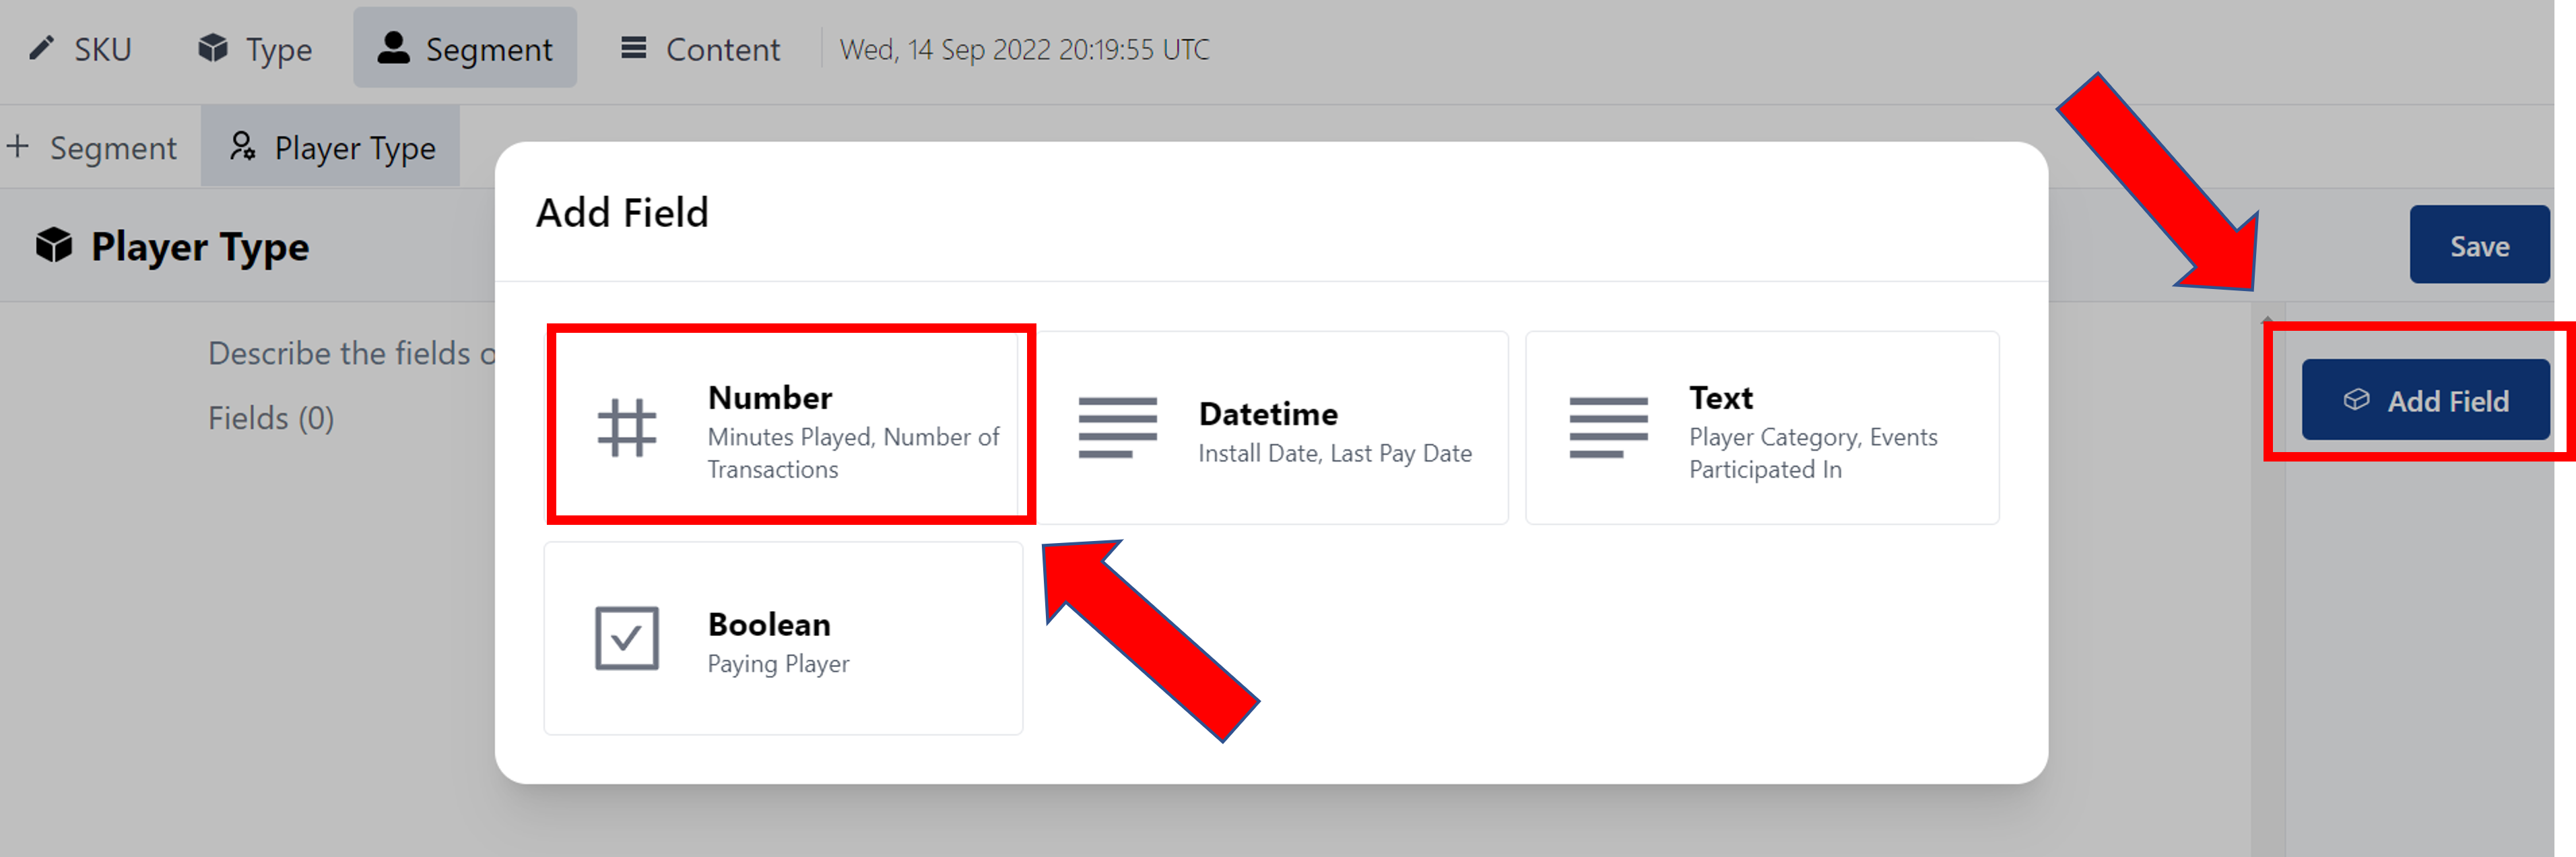 SKU Type Segment Content Wed, 14 Sep 2022 20:19:55 UTC
Segment Player Type
Add Field
Player Type
Save
Describe the fields o
Fields (0)
Number
Minutes Played, Number of
Transactions
Datetime
Install Date, Last Pay Date
Text
Player Category, Events
Participated In
Add Field
Boolean
Paying Player